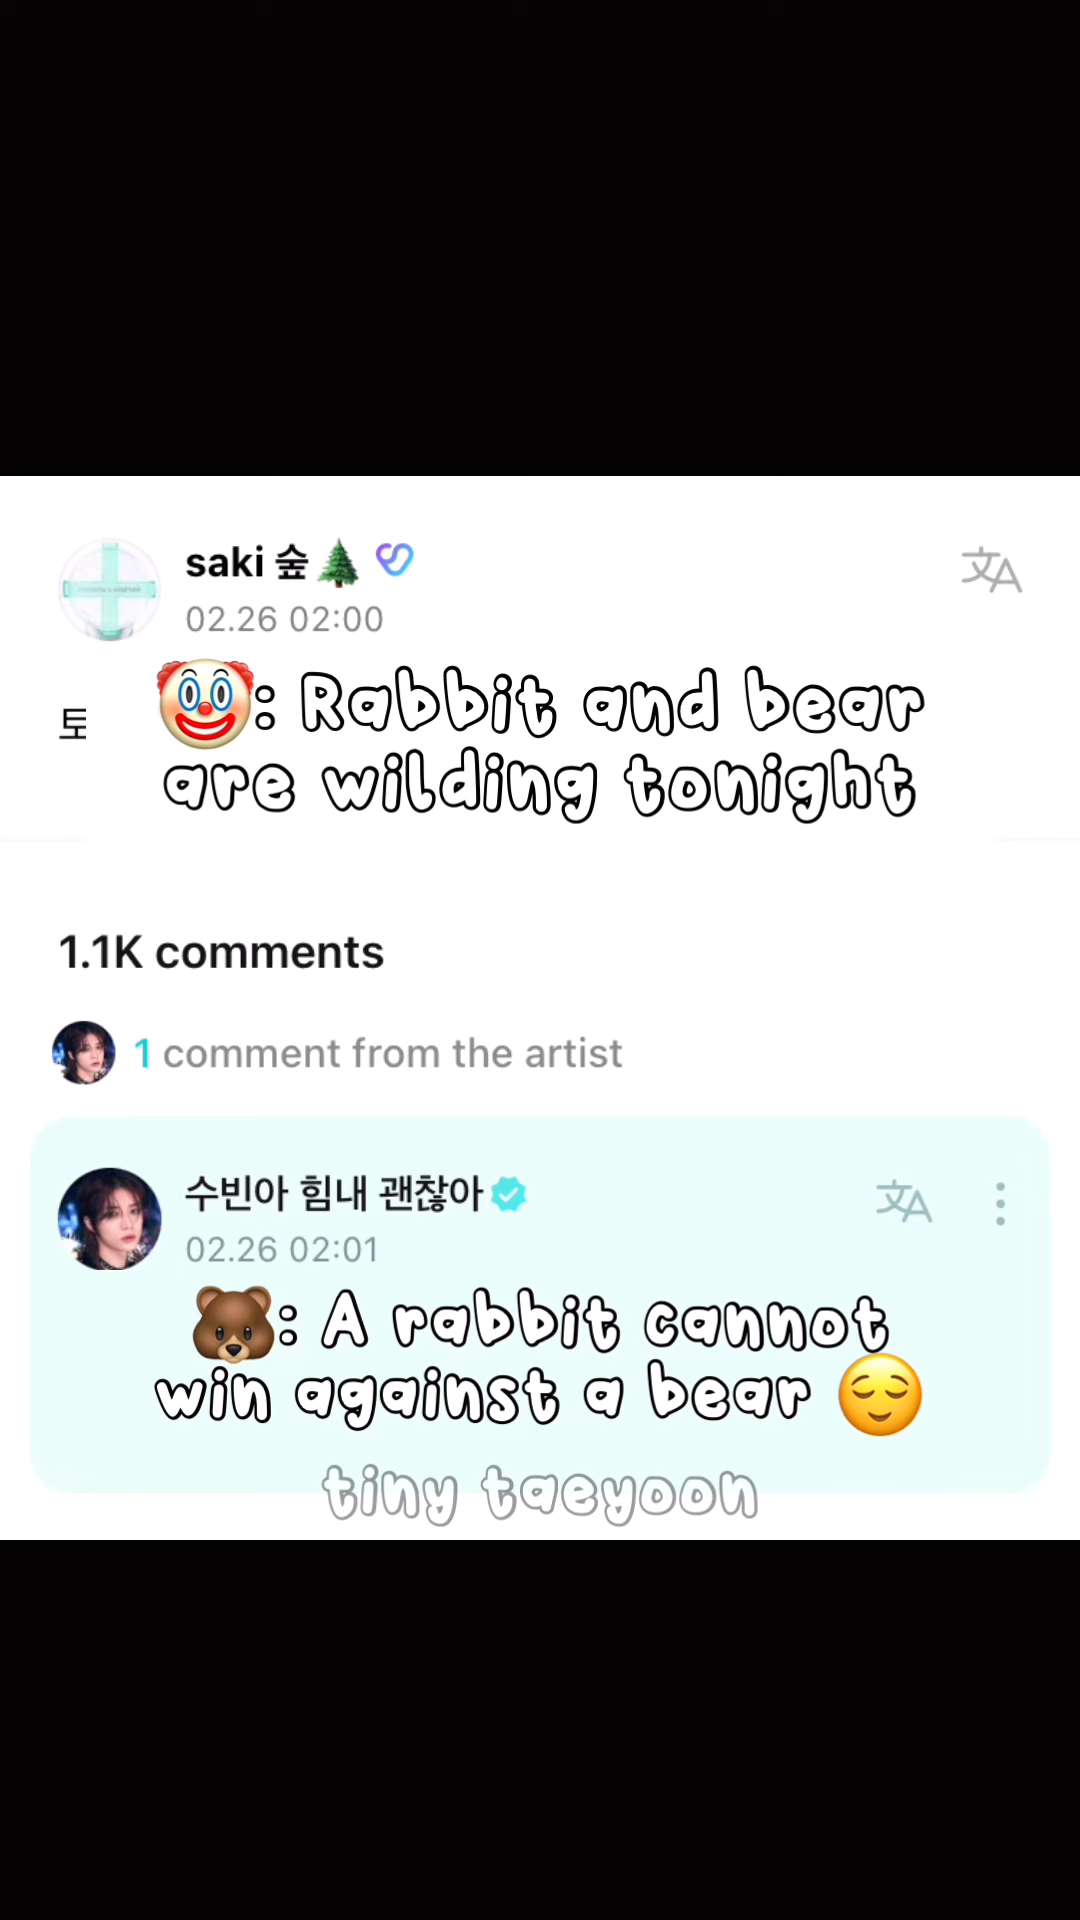 saki 숲🌲
02.26 02:00
토
🤡: Rabbit and bear
are wilding tonight
1.1K comments
1 comment from the artist
수빈아 힘내 괜찮아
02.26 02:01
🐻: A rabbit cannot
win against a bear 😌
tiny taeyoon